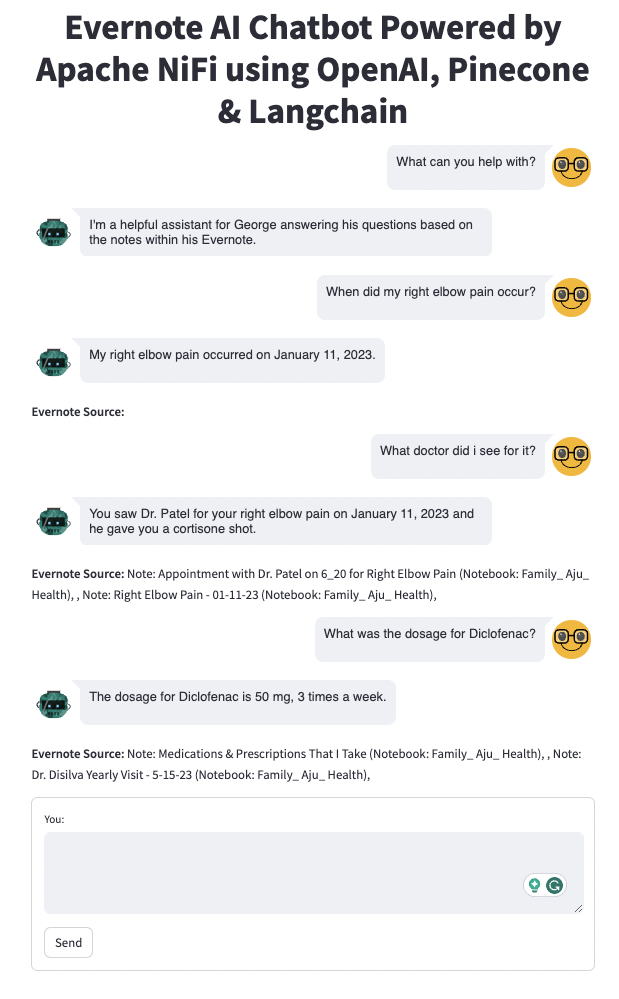 Evernote AI Chatbot Powered by
Apache NiFi using OpenAI, Pinecone
& Langchain
What can you help with?
I'm a helpful assistant for George answering his questions based on
the notes within his Evernote.
When did my right elbow pain occur?
My right elbow pain occurred on January 11, 2023.
Evernote Source:
What doctor did i see for it?
You saw Dr. Patel for your right elbow pain on January 11, 2023 and
he gave you a cortisone shot.
Evernote Source: Note: Appointment with Dr. Patel on 6_20 for Right Elbow Pain (Notebook: Family_ Aju_
Health), , Note: Right Elbow Pain - 01-11-23 (Notebook: Family_ Aju_ Health),
What was the dosage for Diclofenac?
The dosage for Diclofenac is 50 mg, 3 times a week.
Evernote Source: Note: Medications & Prescriptions That I Take (Notebook: Family_ Aju_ Health), , Note:
Dr. Disilva Yearly Visit - 5-15-23 (Notebook: Family_ Aju_ Health),
You:
Send